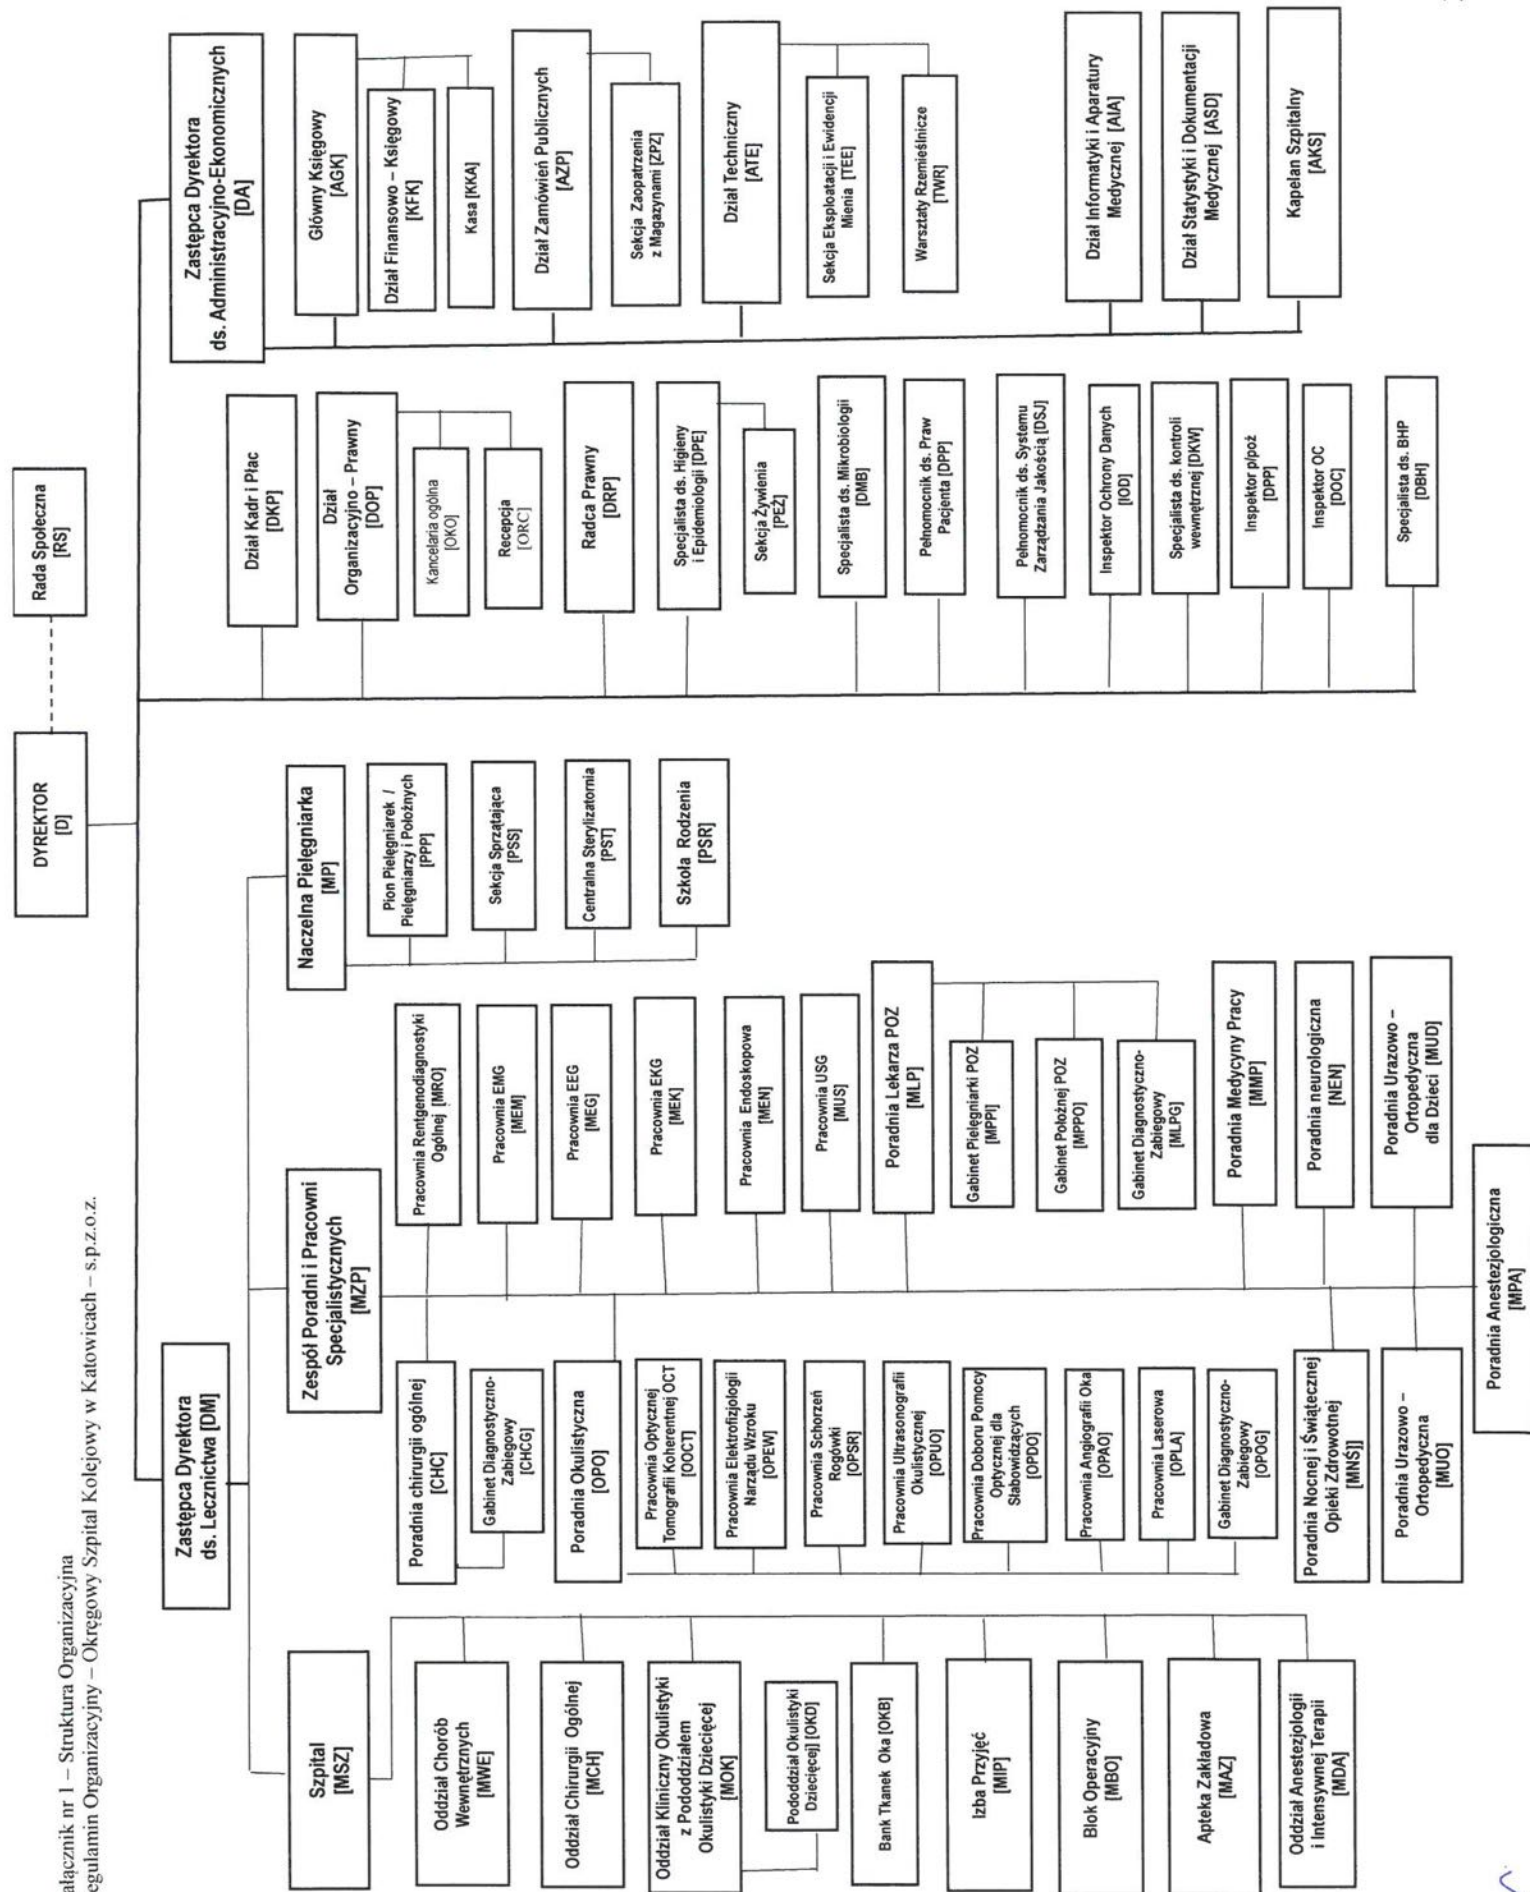 ałącznik nr 1 – Struktura Organizacyjna
egulamin Organizacyjny – Okręgowy Szpital Kolejowy w Katowicach – s.p.z.o.z.
DYREKTOR
[D]
Rada Społeczna
[RS]
Zastępca Dyrektora
ds. Lecznictwa [DM]
Szpital
[MSZ]
Oddział Chorób
Wewnętrznych
[MWE]
Oddział Chirurgii Ogólnej
[MCH]
Oddział Kliniczny Okulistyki
z Pododdziałem
Okulistyki Dziecięcej
[MOK]
Pododdział Okulistyki
Dziecięcej] [OKD]
Bank Tkanek Oka [OKB]
Izba Przyjęć
[MIP]
Blok Operacyjny
[MBO]
Apteka Zakładowa
[MAZ]
Oddział Anestezjologii
i Intensywnej Terapii
[MDA]
Zespół Poradni i Pracowni
Specjalistycznych
[MZP]
Poradnia chirurgii ogólnej
[CHC]
Gabinet Diagnostyczno-
Zabiegowy
[CHCG]
Poradnia Okulistyczna
[OPO]
Pracownia Optycznej
Tomografii Koherentnej OCT
[OOCT]
Pracownia Elektrofizjologii
Narządu Wzroku
[OPEW]
Pracownia Schorzeń
Rogówki
[OPSR]
Pracownia Ultrasonografii
Okulistycznej
[OPUO]
Pracownia Doboru Pomocy
Optycznej dla
Słabowidzących
[OPDO]
Pracownia Angiografii Oka
[OPAO]
Pracownia Laserowa
[OPLA]
Gabinet Diagnostyczno-
Zabiegowy
[OPOG]
Poradnia Nocnej i Świątecznej
Opieki Zdrowotnej
[MNS]]
Poradnia Urazowo –
Ortopedyczna
[MUO]
Pracownia Rentgenodiagnostyki
Ogólnej [MRO]
Pracownia EMG
[MEM]
Pracownia EEG
[MEG]
Pracownia EKG
[MEK]
Pracownia Endoskopowa
[MEN]
Pracownia USG
[MUS]
Poradnia Lekarza POZ
[MLP]
Gabinet Pielęgniarki POZ
[MPPI]
Gabinet Położnej POZ
[MPPO]
Gabinet Diagnostyczno-
Zabiegowy
[MLPG]
Poradnia Medycyny Pracy
[MMP]
Poradnia neurologiczna
[NEN]
Poradnia Urazowo –
Ortopedyczna
dla Dzieci [MUD]
Poradnia Anestezjologiczna
[MPA]
Naczelna Pielęgniarka
[MP]
Pion Pielęgniarek /
Pielęgniarzy i Położnych
[PPP]
Sekcja Sprzątająca
[PSS]
Centralna Sterylizatornia
[PST]
Szkoła Rodzenia
[PSR]
Dział Kadr i Płac
[DKP]
Dział
Organizacyjno – Prawny
[DOP]
Kancelaria ogólna
[OKO]
Recepcja
[ORC]
Radca Prawny
[DRP]
Specjalista ds. Higieny
i Epidemiologii [DPE]
Sekcja Żywienia
[PEŻ]
Specjalista ds. Mikrobiologii
[DMB]
Pełnomocnik ds. Praw
Pacjenta [DPP]
Pełnomocnik ds. Systemu
Zarządzania Jakością [DSJ]
Inspektor Ochrony Danych
[IOD]
Specjalista ds. kontroli
wewnętrznej [DKW]
Inspektor p/poż
[DPP]
Inspektor OC
[DOC]
Specjalista ds. BHP
[DBH]
Zastępca Dyrektora
ds. Administracyjno-Ekonomicznych
[DA]
Główny Księgowy
[AGK]
Dział Finansowo – Księgowy
[KFK]
Kasa [KKA]
Dział Zamówień Publicznych
[AZP]
Sekcja Zaopatrzenia
z Magazynami [ZPZ]
Dział Techniczny
[ATE]
Sekcja Eksploatacji i Ewidencji
Mienia [TEE]
Warsztaty Rzemieślnicze
[TWR]
Dział Informatyki i Aparatury
Medycznej [AIA]
Dział Statystyki i Dokumentacji
Medycznej [ASD]
Kapelan Szpitalny
[AKS]